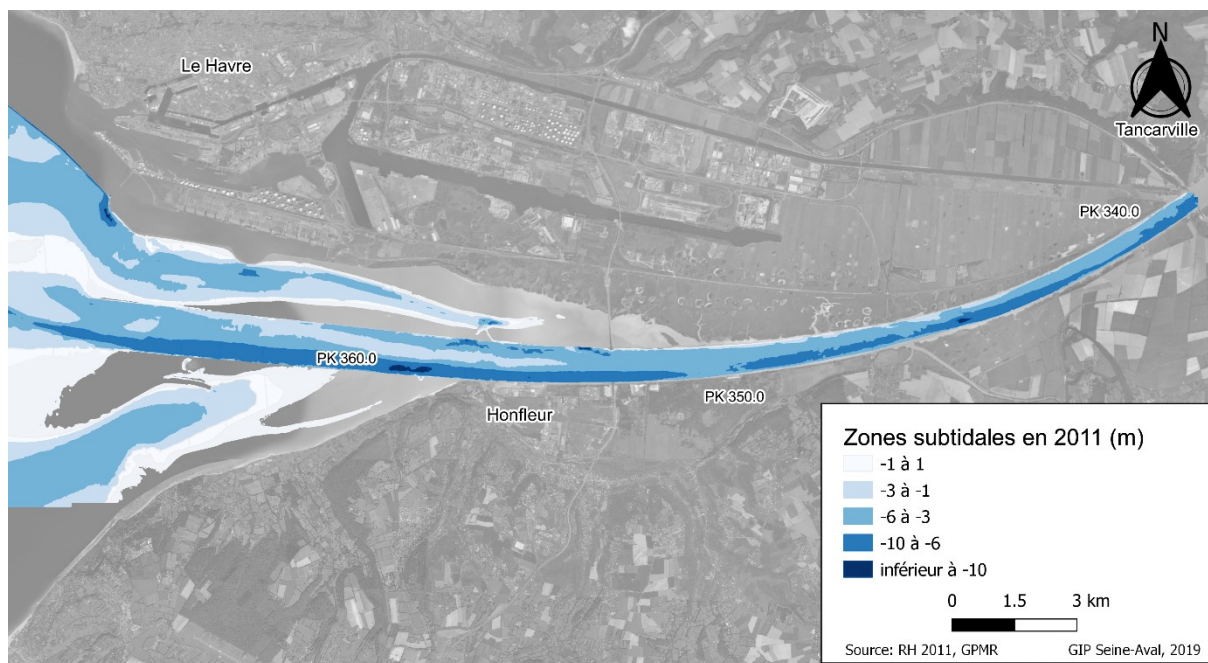 Le Havre
N
Tancarville
PK 340.0
PK 360.0
PK 350.0
Honfleur
Zones subtidales en 2011 (m)
-1 à 1
-3 à -1
-6 à -3
-10 à -6
inférieur à -10
0 1.5 3 km
Source: RH 2011, GPMR GIP Seine-Aval, 2019